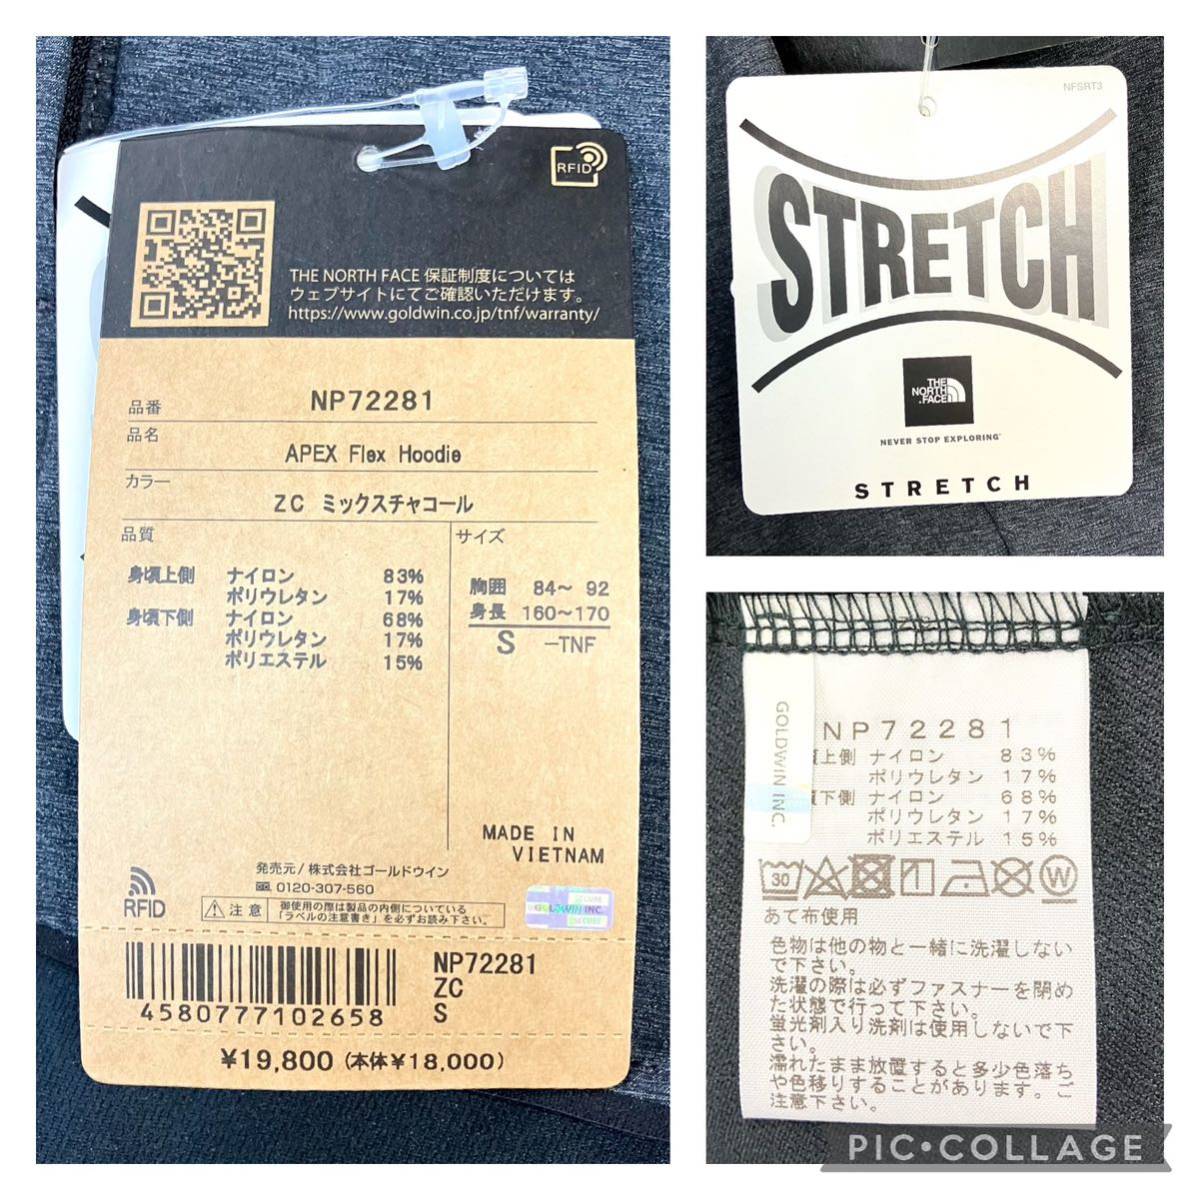 RFID
THE NORTH FACE 保証制度については
ウェブサイトにてご確認いただけます。
https://www.goldwin.co.jp/tnf/warranty/
品番 NP72281
品名
APEX Flex Hoodie
カラー
ZC ミックスチャコール
品質
身頃上側 ナイロン 83%
ポリウレタン 17%
身頃下側 ナイロン 68%
ポリウレタン 17%
ポリエステル 15%
サイズ
胸囲 84～ 92
身長 160～170
S -TNF
MADE IN
VIETNAM
発売元/株式会社ゴールドウイン
0120-307-560
RFID
注意 御使用の際は製品の内側についている
「ラベルの注意書き」を必ずお読み下さい。
GOLDWIN INC.
4580777102658
NP72281
ZC
S
¥19,800 (本体¥18,000)
NFSRT3
STRETCH
THE
NORTH
FACE
NEVER STOP EXPLORING
STRETCH
GOLDWIN INC.
NP72281
上側 ナイロン 83%
ポリウレタン 17%
下側 ナイロン 68%
ポリウレタン 17%
ポリエステル 15%
30 W
あて布使用
色物は他の物と一緒に洗濯しない
で下さい。
洗濯の際は必ずファスナーを閉め
た状態で行って下さい。
蛍光剤入り洗剤は使用しないで下
さい。
濡れたまま放置すると多少色落ち
や色移りすることがあります。ご
注意下さい。
PIC•COLLAGE